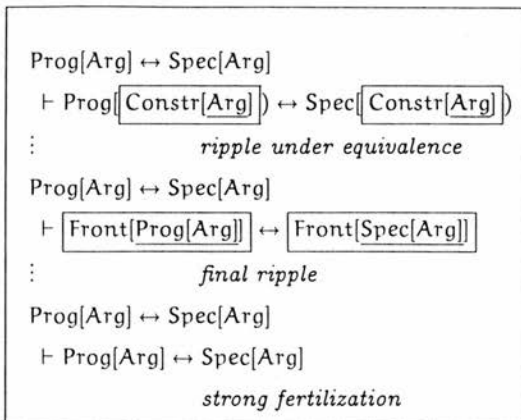 Prog[Arg] ↔ Spec[Arg]
⊢ Prog(Constr[Arg]) ↔ Spec(Constr[Arg])
⋮ ripple under equivalence
Prog[Arg] ↔ Spec[Arg]
⊢ Front[Prog[Arg]] ↔ Front[Spec[Arg]]
⋮ final ripple
Prog[Arg] ↔ Spec[Arg]
⊢ Prog[Arg] ↔ Spec[Arg]
strong fertilization